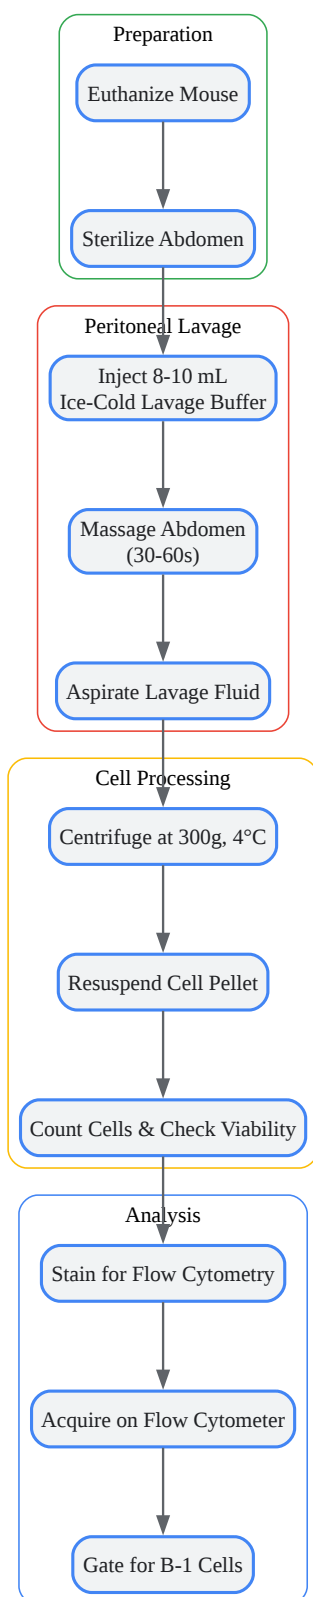 Preparation
Euthanize Mouse
Sterilize Abdomen
Peritoneal Lavage
Inject 8-10 mL
Ice-Cold Lavage Buffer
Massage Abdomen
(30-60s)
Aspirate Lavage Fluid
Cell Processing
Centrifuge at 300g, 4°C
Resuspend Cell Pellet
Count Cells & Check Viability
Analysis
Stain for Flow Cytometry
Acquire on Flow Cytometer
Gate for B-1 Cells